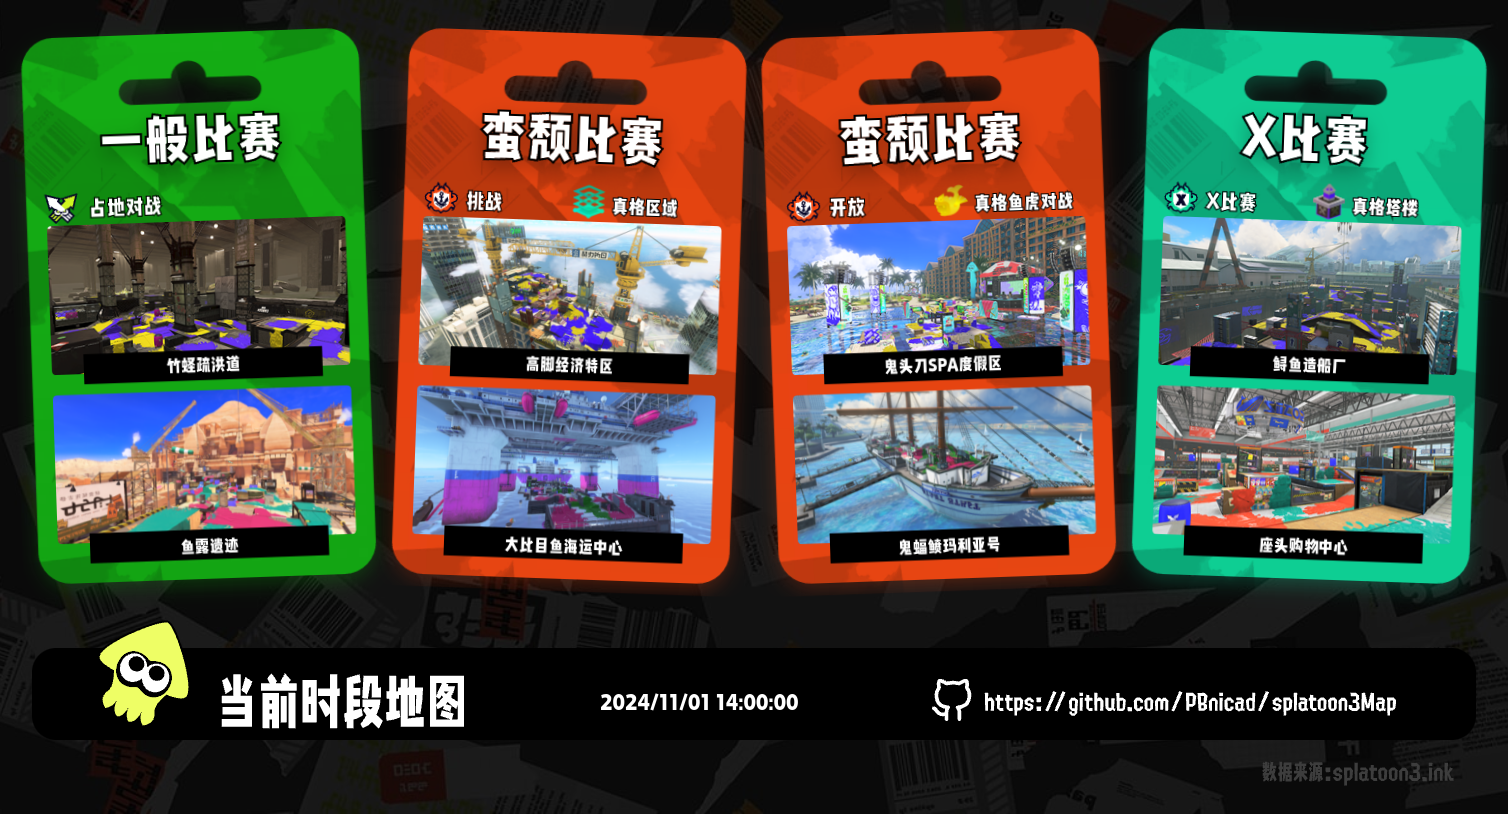 一般比赛
占地对战
竹蛏疏洪道
鱼露遗迹
蛮颓比赛
挑战
真格区域
高脚经济特区
大比目鱼海运中心
蛮颓比赛
开放
真格鱼虎对战
鬼头刀SPA度假区
鬼蝠鲼玛利亚号
X比赛
X比赛
真格塔楼
鲟鱼造船厂
座头购物中心
当前时段地图
2024/11/01 14:00:00
https://github.com/PBnicad/splatoon3Map
数据来源:splatoon3.ink